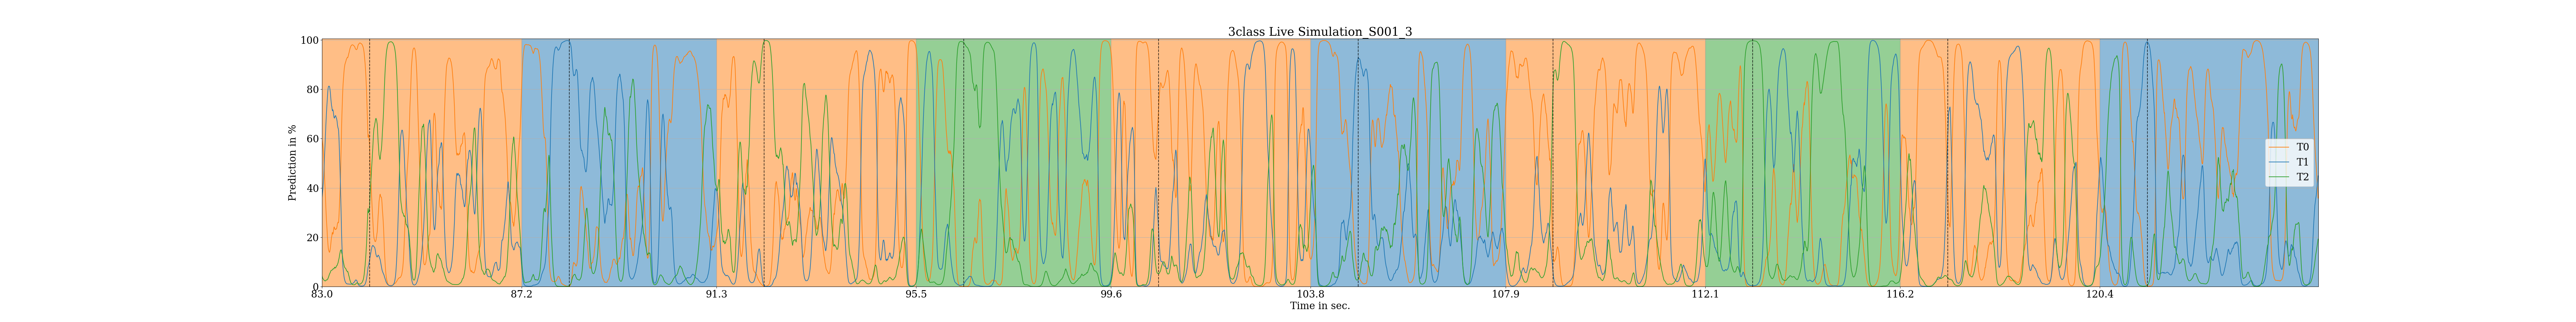 3class Live Simulation_S001_3
Prediction in %
100
80
60
40
20
0
83.0 87.2 91.3 95.5 99.6 103.8 107.9 112.1 116.2 120.4
Time in sec.
T0
T1
T2